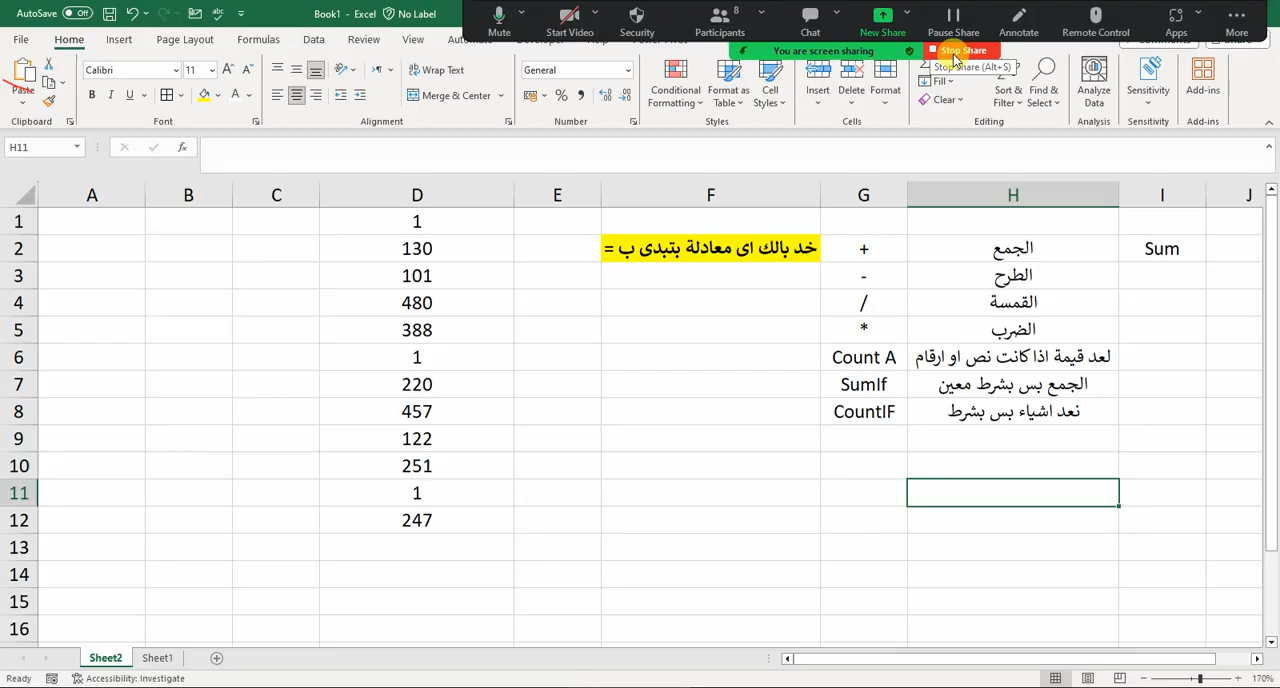 AutoSave Off Book1 - Excel No Label
Mute Start Video Security Participants 8 Chat New Share Pause Share Annotate Remote Control Apps More
You are screen sharing Stop Share
Stop Share (Alt+S)
File Home Insert Page Layout Formulas Data Review View
Paste Calibri 11 Wrap Text General
B I U Merge & Center
Conditional Formatting Format as Table Cell Styles Insert Delete Format Fill Clear Sort & Filter Find & Select Analyze Data Sensitivity Add-ins
Clipboard Font Alignment Number Styles Cells Editing Analysis Sensitivity Add-ins
H11 fx
A B C D E F G H I J
1 1
2 130 خد بالك اى معادلة بتبدى ب = + الجمع Sum
3 101 - الطرح
4 480 / القمسة
5 388 * الضرب
6 1 Count A لعد قيمة اذا كانت نص او ارقام
7 220 SumIf الجمع بس بشرط معين
8 457 CountIF نعد اشياء بس بشرط
9 122
10 251
11 1
12 247
13
14
15
16
Sheet2 Sheet1
Ready Accessibility: Investigate 170%